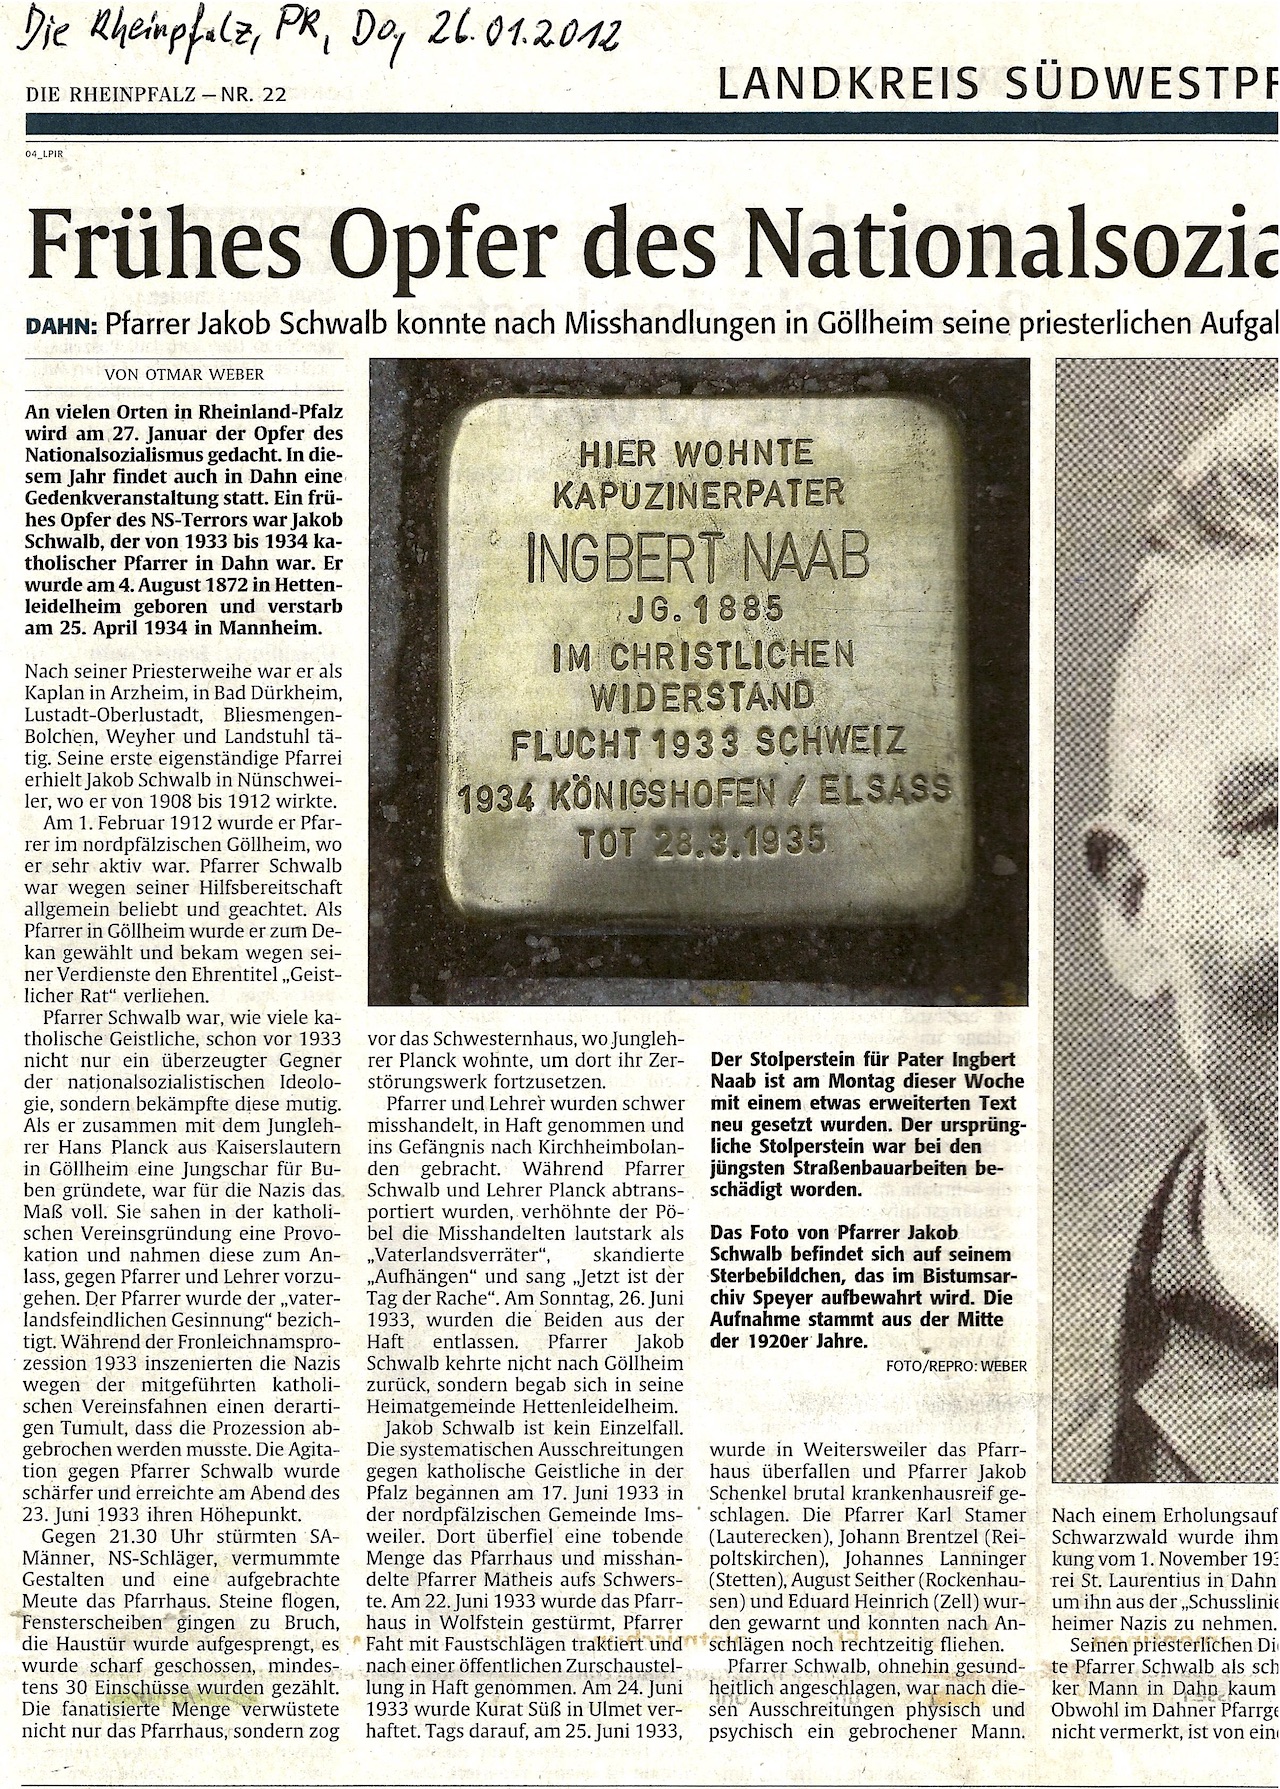 Die Rheinpfalz, PR, Do, 26.01.2012
DIE RHEINPFALZ — NR. 22
LANDKREIS SÜDWESTPF
04_LPIR
Frühes Opfer des Nationalsozia
DAHN: Pfarrer Jakob Schwalb konnte nach Misshandlungen in Göllheim seine priesterlichen Aufgal
VON OTMAR WEBER
An vielen Orten in Rheinland-Pfalz
wird am 27. Januar der Opfer des
Nationalsozialismus gedacht. In die-
sem Jahr findet auch in Dahn eine
Gedenkveranstaltung statt. Ein frü-
hes Opfer des NS-Terrors war Jakob
Schwalb, der von 1933 bis 1934 ka-
tholischer Pfarrer in Dahn war. Er
wurde am 4. August 1872 in Hetten-
leidelheim geboren und verstarb
am 25. April 1934 in Mannheim.
Nach seiner Priesterweihe war er als
Kaplan in Arzheim, in Bad Dürkheim,
Lustadt-Oberlustadt, Bliesmengen-
Bolchen, Weyher und Landstuhl tä-
tig. Seine erste eigenständige Pfarrei
erhielt Jakob Schwalb in Nünschwei-
ler, wo er von 1908 bis 1912 wirkte.
Am 1. Februar 1912 wurde er Pfar-
rer im nordpfälzischen Göllheim, wo
er sehr aktiv war. Pfarrer Schwalb
war wegen seiner Hilfsbereitschaft
allgemein beliebt und geachtet. Als
Pfarrer in Göllheim wurde er zum De-
kan gewählt und bekam wegen sei-
ner Verdienste den Ehrentitel „Geist-
licher Rat“ verliehen.
Pfarrer Schwalb war, wie viele ka-
tholische Geistliche, schon vor 1933
nicht nur ein überzeugter Gegner
der nationalsozialistischen Ideolo-
gie, sondern bekämpfte diese mutig.
Als er zusammen mit dem Jungleh-
rer Hans Planck aus Kaiserslautern
in Göllheim eine Jungschar für Bu-
ben gründete, war für die Nazis das
Maß voll. Sie sahen in der katholi-
schen Vereinsgründung eine Provo-
kation und nahmen diese zum An-
lass, gegen Pfarrer und Lehrer vorzu-
gehen. Der Pfarrer wurde der „vater-
landsfeindlichen Gesinnung“ bezich-
tigt. Während der Fronleichnamspro-
zession 1933 inszenierten die Nazis
wegen der mitgeführten katholi-
schen Vereinsfahnen einen derarti-
gen Tumult, dass die Prozession ab-
gebrochen werden musste. Die Agita-
tion gegen Pfarrer Schwalb wurde
schärfer und erreichte am Abend des
23. Juni 1933 ihren Höhepunkt.
Gegen 21.30 Uhr stürmten SA-
Männer, NS-Schläger, vermummte
Gestalten und eine aufgebrachte
Meute das Pfarrhaus. Steine flogen,
Fensterscheiben gingen zu Bruch,
die Haustür wurde aufgesprengt, es
wurde scharf geschossen, mindes-
tens 30 Einschüsse wurden gezählt.
Die fanatisierte Menge verwüstete
nicht nur das Pfarrhaus, sondern zog
HIER WOHNTE
KAPUZINERPATER
INGBERT NAAB
JG. 1885
IM CHRISTLICHEN
WIDERSTAND
FLUCHT 1933 SCHWEIZ
1934 KÖNIGSHOFEN / ELSASS
TOT 28.3.1935
vor das Schwesternhaus, wo Jungleh-
rer Planck wohnte, um dort ihr Zer-
störungswerk fortzusetzen.
Pfarrer und Lehrer wurden schwer
misshandelt, in Haft genommen und
ins Gefängnis nach Kirchheimbolan-
den gebracht. Während Pfarrer
Schwalb und Lehrer Planck abtrans-
portiert wurden, verhöhnte der Pö-
bel die Misshandelten lautstark als
„Vaterlandsverräter“, skandierte
„Aufhängen“ und sang „Jetzt ist der
Tag der Rache“. Am Sonntag, 26. Juni
1933, wurden die Beiden aus der
Haft entlassen. Pfarrer Jakob
Schwalb kehrte nicht nach Göllheim
zurück, sondern begab sich in seine
Heimatgemeinde Hettenleidelheim.
Jakob Schwalb ist kein Einzelfall.
Die systematischen Ausschreitungen
gegen katholische Geistliche in der
Pfalz begannen am 17. Juni 1933 in
der nordpfälzischen Gemeinde Ims-
weiler. Dort überfiel eine tobende
Menge das Pfarrhaus und misshan-
delte Pfarrer Matheis aufs Schwers-
te. Am 22. Juni 1933 wurde das Pfarr-
haus in Wolfstein gestürmt, Pfarrer
Faht mit Faustschlägen traktiert und
nach einer öffentlichen Zurschaustel-
lung in Haft genommen. Am 24. Juni
1933 wurde Kurat Süß in Ulmet ver-
haftet. Tags darauf, am 25. Juni 1933,
Der Stolperstein für Pater Ingbert
Naab ist am Montag dieser Woche
mit einem etwas erweiterten Text
neu gesetzt wurden. Der ursprüng-
liche Stolperstein war bei den
jüngsten Straßenbauarbeiten be-
schädigt worden.
Das Foto von Pfarrer Jakob
Schwalb befindet sich auf seinem
Sterbebildchen, das im Bistumsar-
chiv Speyer aufbewahrt wird. Die
Aufnahme stammt aus der Mitte
der 1920er Jahre.
FOTO/REPRO: WEBER
wurde in Weitersweiler das Pfarr-
haus überfallen und Pfarrer Jakob
Schenkel brutal krankenhausreif ge-
schlagen. Die Pfarrer Karl Stamer
(Lauterecken), Johann Brentzel (Rei-
poltskirchen), Johannes Lanninger
(Stetten), August Seither (Rockenhau-
sen) und Eduard Heinrich (Zell) wur-
den gewarnt und konnten nach An-
schlägen noch rechtzeitig fliehen.
Pfarrer Schwalb, ohnehin gesund-
heitlich angeschlagen, war nach die-
sen Ausschreitungen physisch und
psychisch ein gebrochener Mann.
Nach einem Erholungsauf
Schwarzwald wurde ihm
kung vom 1. November 193
rei St. Laurentius in Dahn
um ihn aus der „Schusslinie
heimer Nazis zu nehmen.
Seinen priesterlichen Di
te Pfarrer Schwalb als sch
ker Mann in Dahn kaum
Obwohl im Dahner Pfarrge
nicht vermerkt, ist von ein